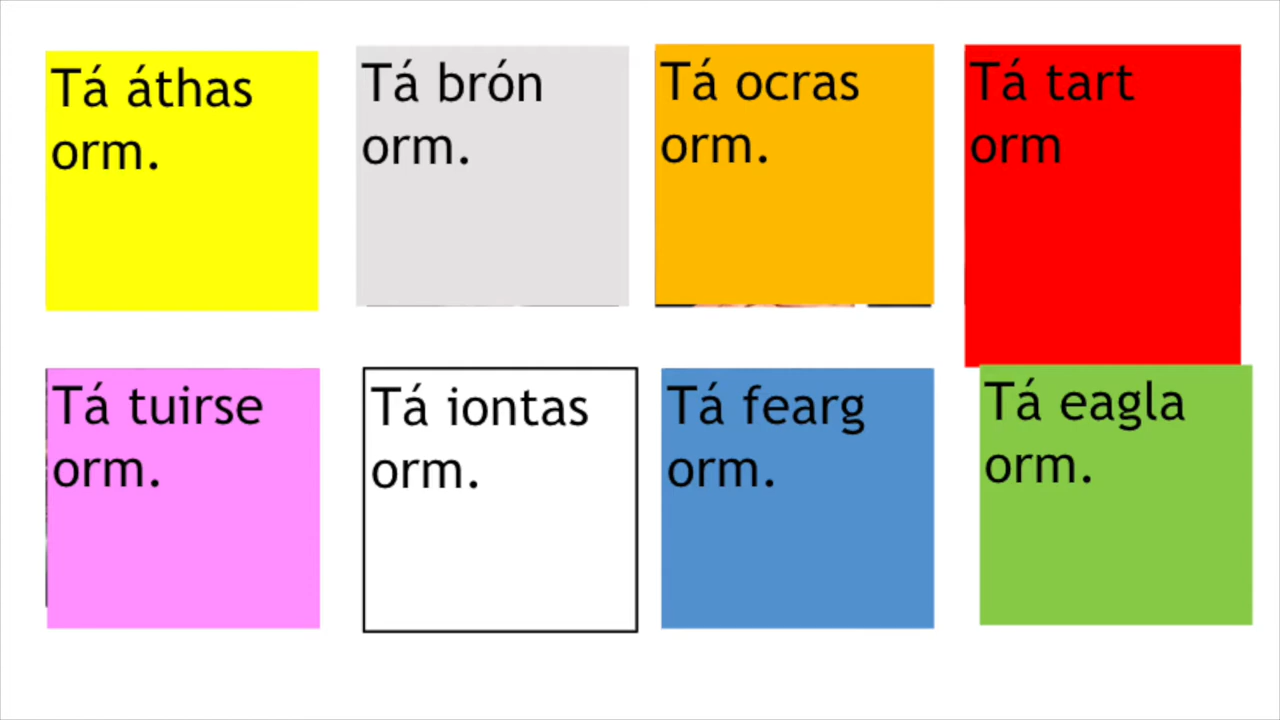 Tá áthas
orm.
Tá brón
orm.
Tá ocras
orm.
Tá tart
orm
Tá tuirse
orm.
Tá iontas
orm.
Tá fearg
orm.
Tá eagla
orm.